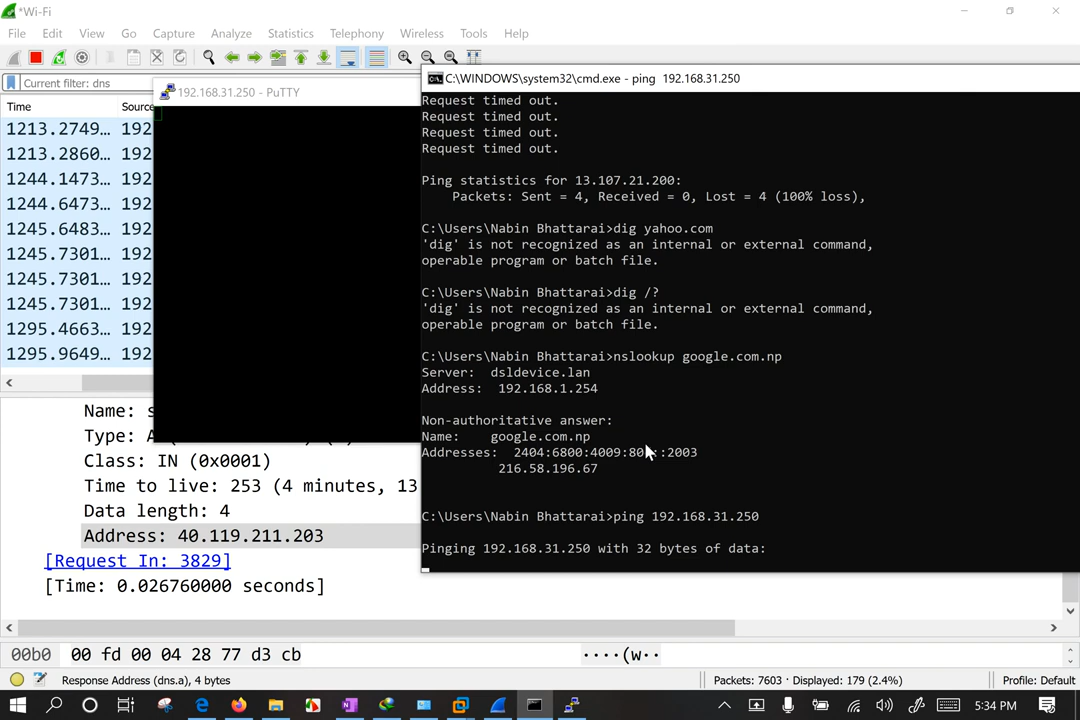 *Wi-Fi
File Edit View Go Capture Analyze Statistics Telephony Wireless Tools Help
Current filter: dns
Time Source
1213.2749... 192
1213.2860... 192
1244.1473... 192
1244.6473... 192
1245.6483... 192
1245.7301... 192
1245.7301... 192
1245.7301... 192
1295.4663... 192
1295.9649... 192
Name: s
Type: A
Class: IN (0x0001)
Time to live: 253 (4 minutes, 13
Data length: 4
Address: 40.119.211.203
[Request In: 3829]
[Time: 0.026760000 seconds]
00b0 00 fd 00 04 28 77 d3 cb ····(w··
Response Address (dns.a), 4 bytes
Packets: 7603 · Displayed: 179 (2.4%)
Profile: Default
192.168.31.250 - PuTTY
C:\WINDOWS\system32\cmd.exe - ping 192.168.31.250
Request timed out.
Request timed out.
Request timed out.
Request timed out.
Ping statistics for 13.107.21.200:
Packets: Sent = 4, Received = 0, Lost = 4 (100% loss),
C:\Users\Nabin Bhattarai>dig yahoo.com
'dig' is not recognized as an internal or external command,
operable program or batch file.
C:\Users\Nabin Bhattarai>dig /?
'dig' is not recognized as an internal or external command,
operable program or batch file.
C:\Users\Nabin Bhattarai>nslookup google.com.np
Server: dsldevice.lan
Address: 192.168.1.254
Non-authoritative answer:
Name: google.com.np
Addresses: 2404:6800:4009:80 ::2003
216.58.196.67
C:\Users\Nabin Bhattarai>ping 192.168.31.250
Pinging 192.168.31.250 with 32 bytes of data:
5:34 PM